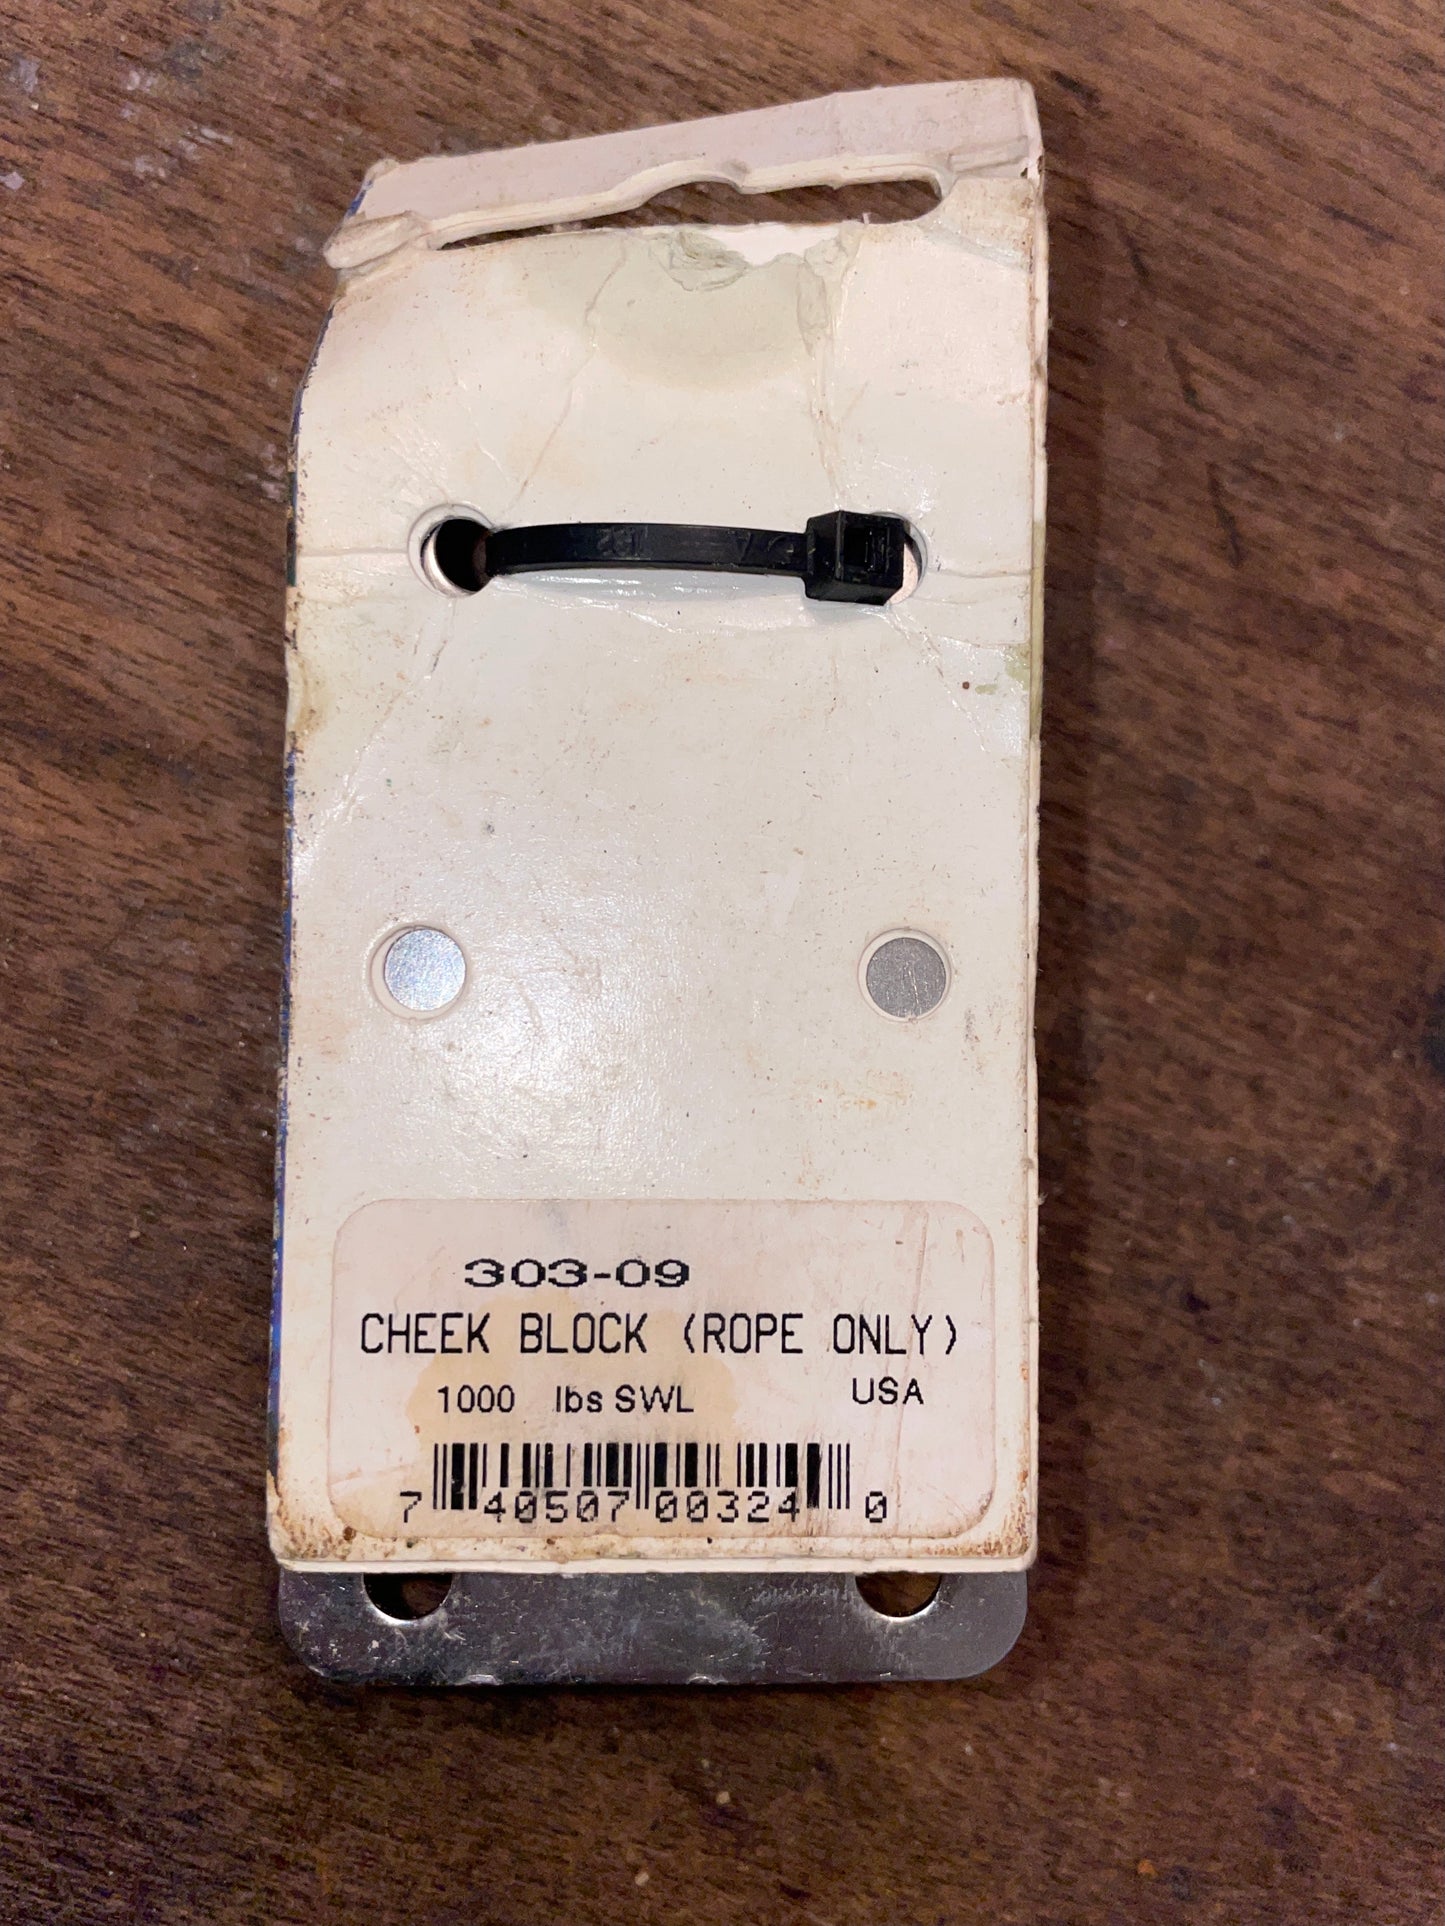 303-09
CHEEK BLOCK (ROPE ONLY)
1000 lbs SWL USA
7 40507 00324 0